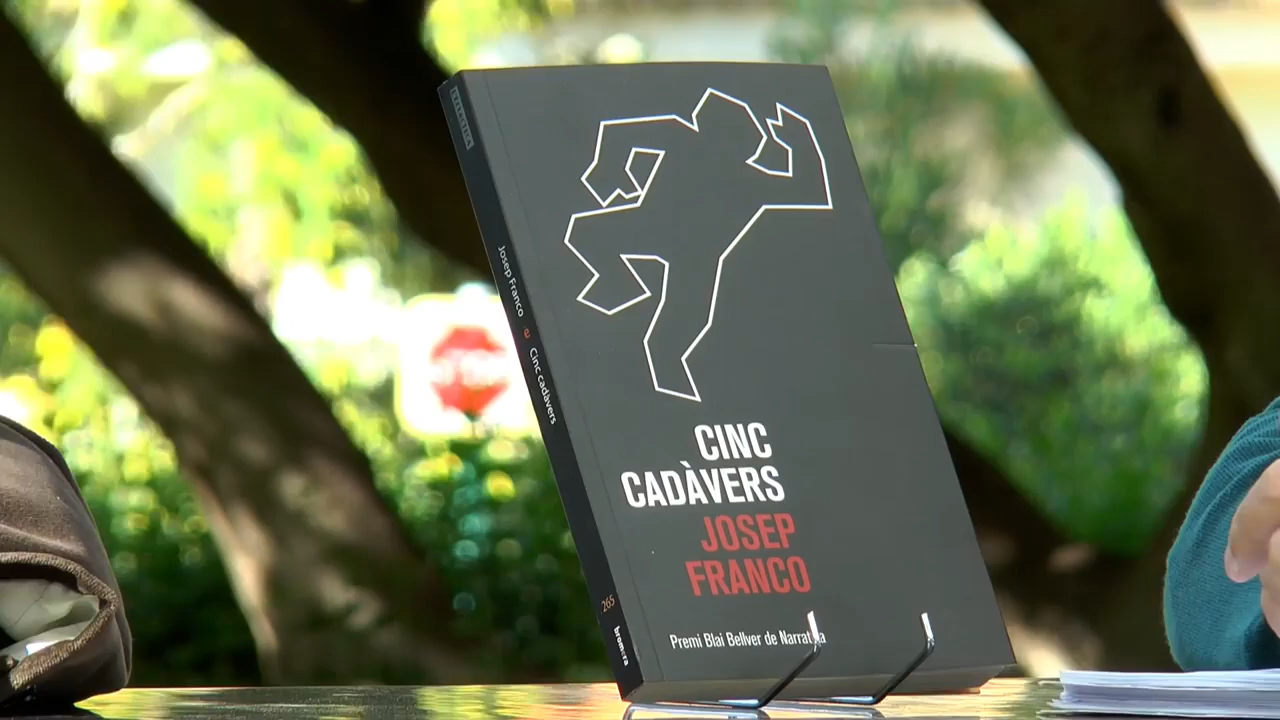 CINC
CADÀVERS
JOSEP
FRANCO
Premi Blai Bellver de Narrativa
Josep Franco
Cinc cadàvers
265
bromera